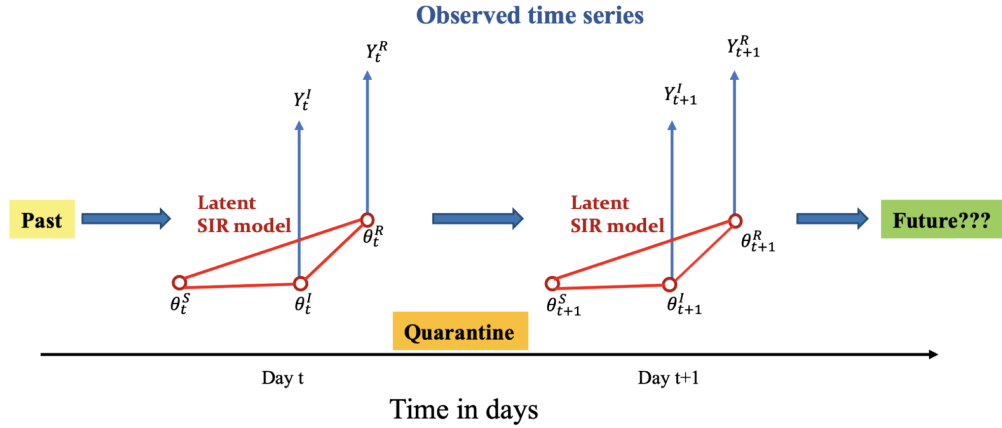 Observed time series
Y_t^R
Y_{t+1}^R
Y_t^I
Y_{t+1}^I
Past
Latent
SIR model
Latent
SIR model
Future???
θ_t^R
θ_{t+1}^R
θ_t^S
θ_t^I
θ_{t+1}^S
θ_{t+1}^I
Quarantine
Day t
Day t+1
Time in days